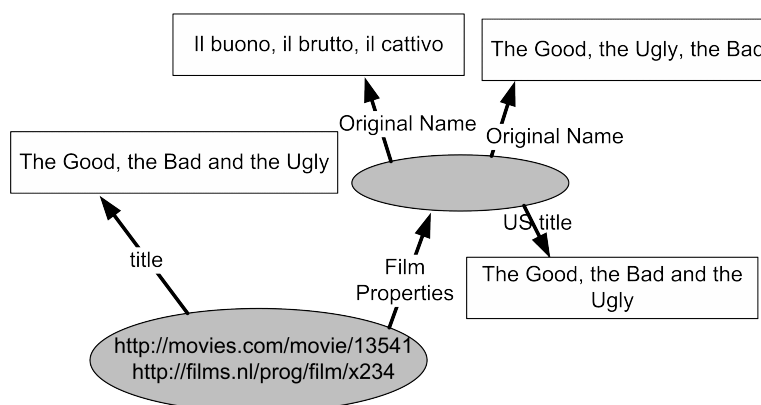 Il buono, il brutto, il cattivo
The Good, the Ugly, the Bad
Original Name
Original Name
The Good, the Bad and the Ugly
US title
title
Film
Properties
The Good, the Bad and the
Ugly
http://movies.com/movie/13541
http://films.nl/prog/film/x234